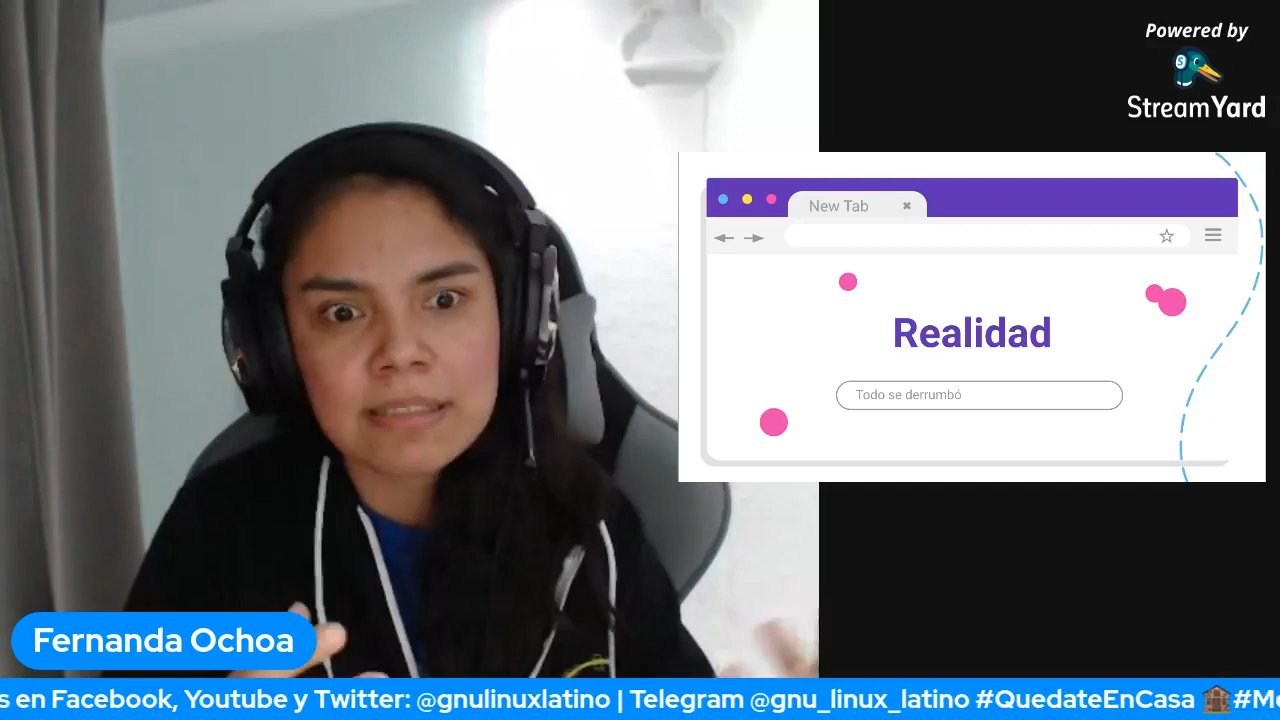 Powered by
StreamYard
New Tab
Realidad
Todo se derrumbó
Fernanda Ochoa
s en Facebook, Youtube y Twitter: @gnulinuxlatino | Telegram @gnu_linux_latino #QuedateEnCasa 🏠 #M